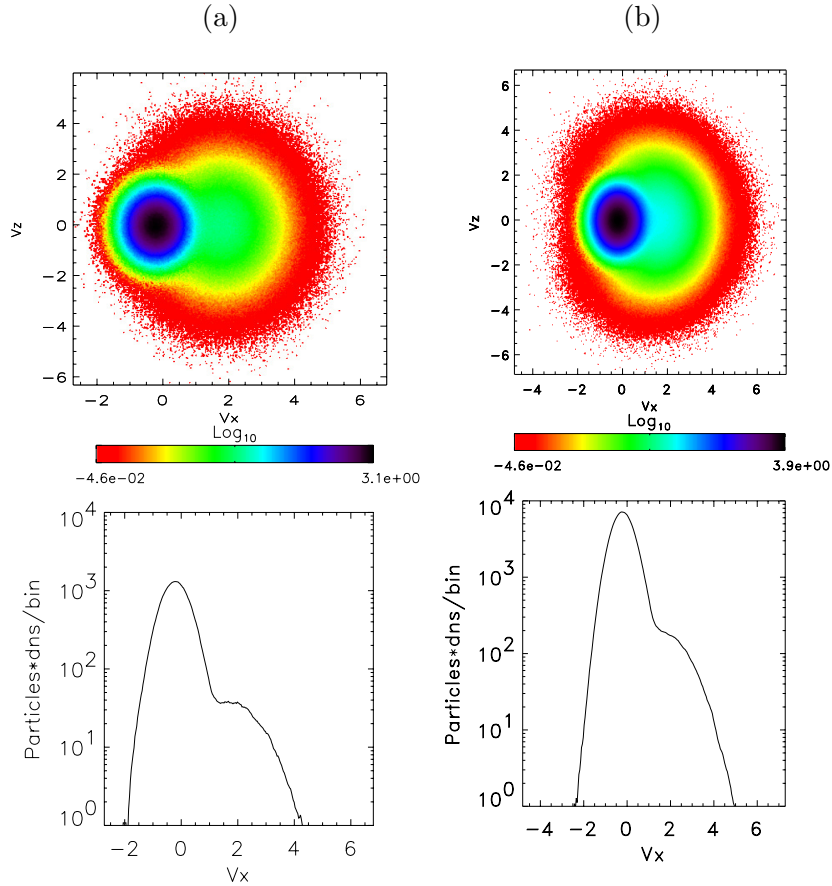 (a)
(b)
4
2
0
−2
−4
−6
Vz
−2 0 2 4 6
Vx
Log10
−4.6e−02 3.1e+00
6
4
2
0
−2
−4
−6
Vz
−4 −2 0 2 4 6
Vx
Log10
−4.6e−02 3.9e+00
10^4
10^3
10^2
10^1
10^0
Particles*dns/bin
−2 0 2 4 6
Vx
10^4
10^3
10^2
10^1
10^0
Particles*dns/bin
−4 −2 0 2 4 6
Vx